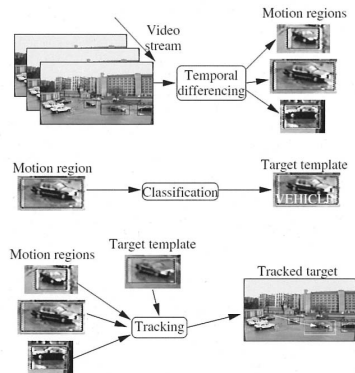 Video
stream
Motion regions
Temporal
differencing
Motion region
Classification
Target template
VEHICLE
Motion regions
Target template
Tracking
Tracked target